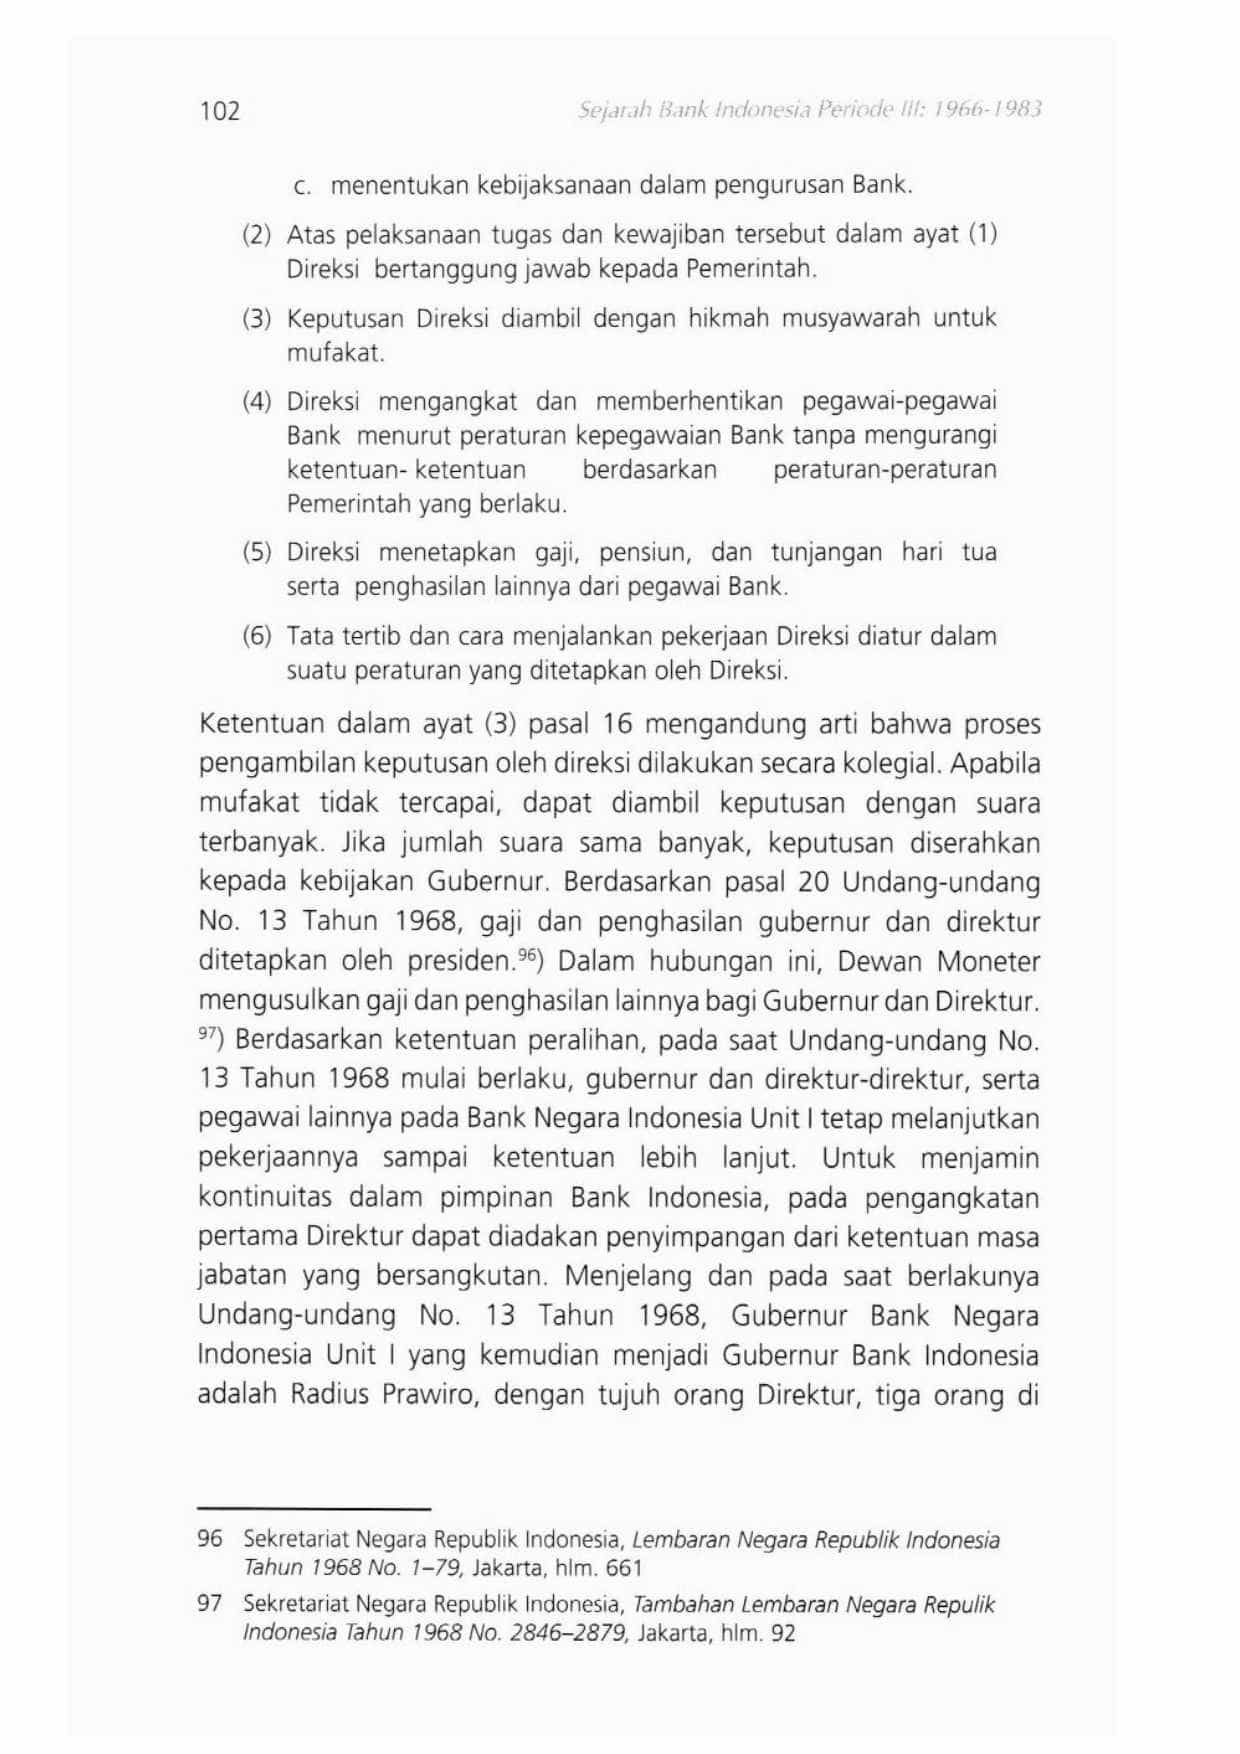 102
Sejarah Bank Indonesia Periode III: 1966-1983
c. menentukan kebijaksanaan dalam pengurusan Bank.
(2) Atas pelaksanaan tugas dan kewajiban tersebut dalam ayat (1)
Direksi bertanggung jawab kepada Pemerintah.
(3) Keputusan Direksi diambil dengan hikmah musyawarah untuk
mufakat.
(4) Direksi mengangkat dan memberhentikan pegawai-pegawai
Bank menurut peraturan kepegawaian Bank tanpa mengurangi
ketentuan- ketentuan berdasarkan peraturan-peraturan
Pemerintah yang berlaku.
(5) Direksi menetapkan gaji, pensiun, dan tunjangan hari tua
serta penghasilan lainnya dari pegawai Bank.
(6) Tata tertib dan cara menjalankan pekerjaan Direksi diatur dalam
suatu peraturan yang ditetapkan oleh Direksi.
Ketentuan dalam ayat (3) pasal 16 mengandung arti bahwa proses
pengambilan keputusan oleh direksi dilakukan secara kolegial. Apabila
mufakat tidak tercapai, dapat diambil keputusan dengan suara
terbanyak. Jika jumlah suara sama banyak, keputusan diserahkan
kepada kebijakan Gubernur. Berdasarkan pasal 20 Undang-undang
No. 13 Tahun 1968, gaji dan penghasilan gubernur dan direktur
ditetapkan oleh presiden.96) Dalam hubungan ini, Dewan Moneter
mengusulkan gaji dan penghasilan lainnya bagi Gubernur dan Direktur.
97) Berdasarkan ketentuan peralihan, pada saat Undang-undang No.
13 Tahun 1968 mulai berlaku, gubernur dan direktur-direktur, serta
pegawai lainnya pada Bank Negara Indonesia Unit I tetap melanjutkan
pekerjaannya sampai ketentuan lebih lanjut. Untuk menjamin
kontinuitas dalam pimpinan Bank Indonesia, pada pengangkatan
pertama Direktur dapat diadakan penyimpangan dari ketentuan masa
jabatan yang bersangkutan. Menjelang dan pada saat berlakunya
Undang-undang No. 13 Tahun 1968, Gubernur Bank Negara
Indonesia Unit I yang kemudian menjadi Gubernur Bank Indonesia
adalah Radius Prawiro, dengan tujuh orang Direktur, tiga orang di
96 Sekretariat Negara Republik Indonesia, Lembaran Negara Republik Indonesia
Tahun 1968 No. 1–79, Jakarta, hlm. 661
97 Sekretariat Negara Republik Indonesia, Tambahan Lembaran Negara Repulik
Indonesia Tahun 1968 No. 2846–2879, Jakarta, hlm. 92